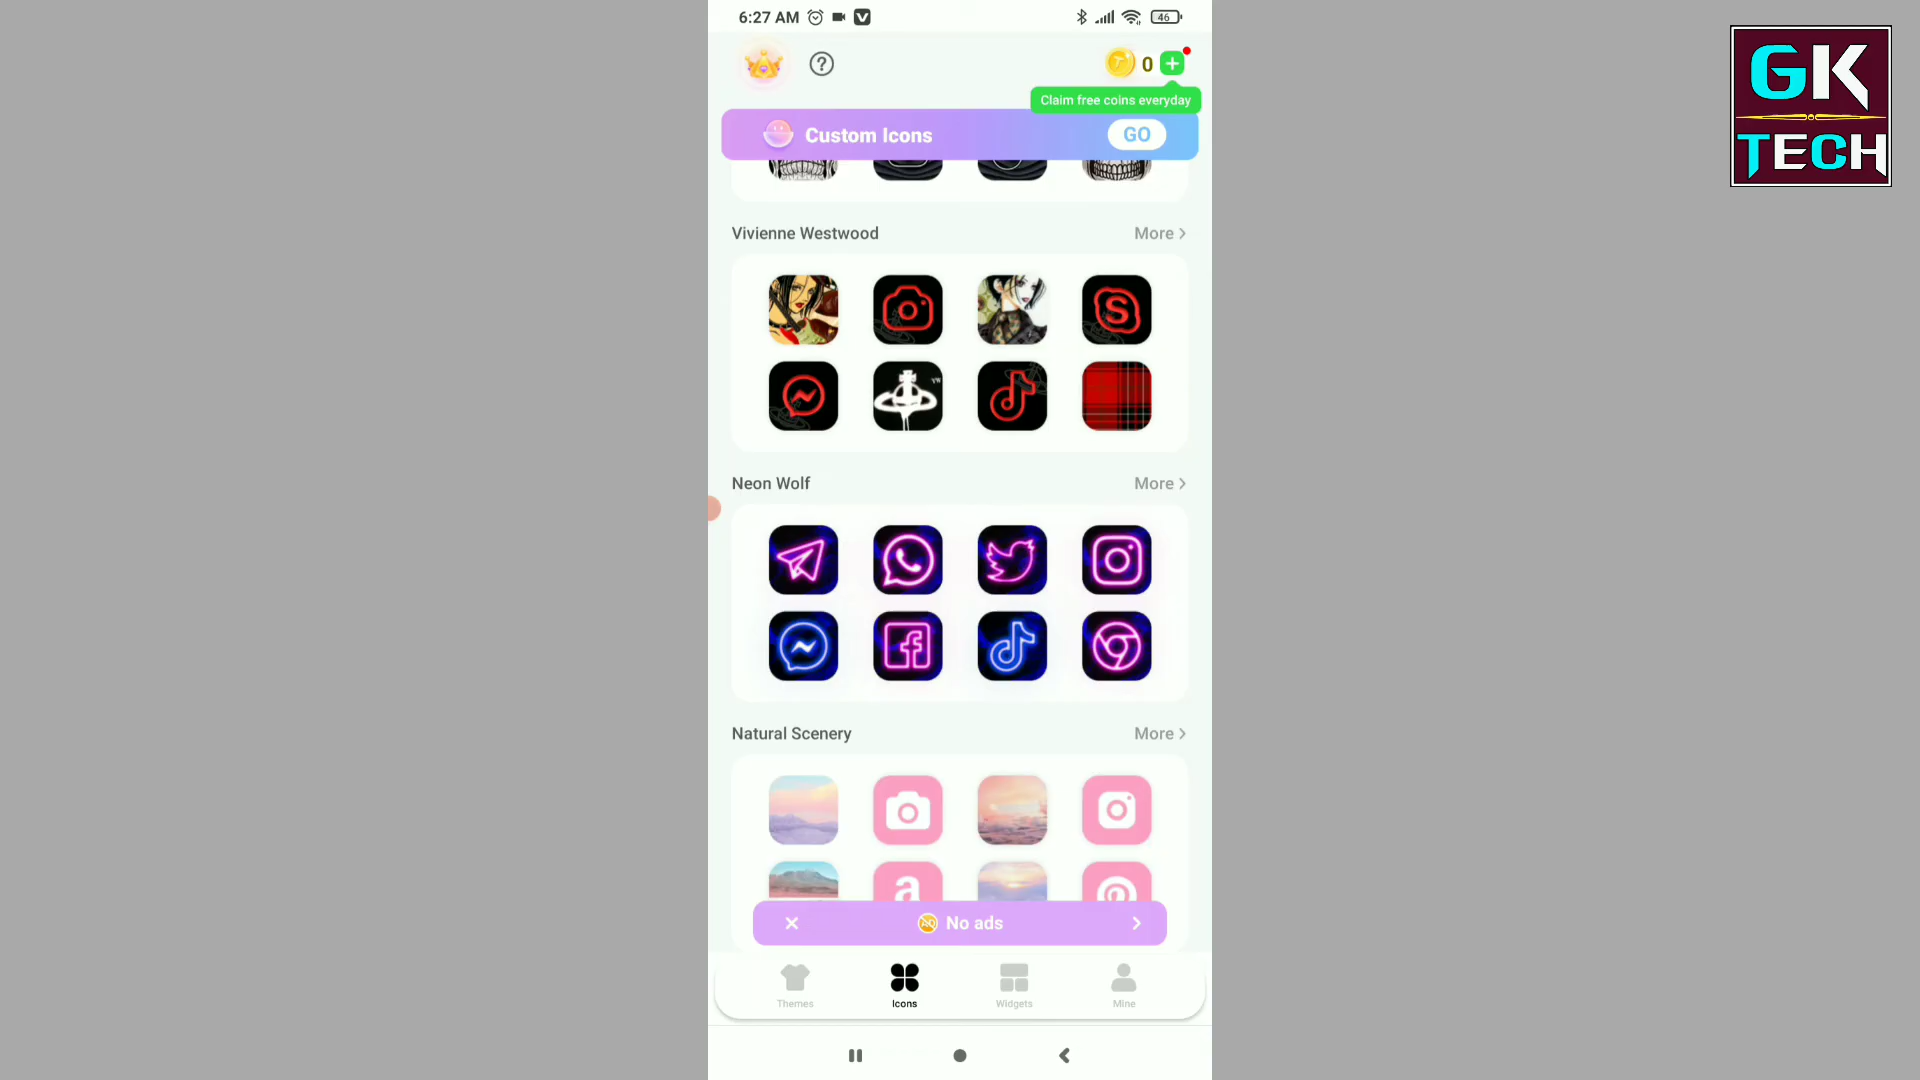 6:27 AM
46
0
Claim free coins everyday
Custom Icons
GO
Vivienne Westwood
More
Neon Wolf
More
Natural Scenery
More
No ads
Themes
Icons
Widgets
Mine
GK
TECH